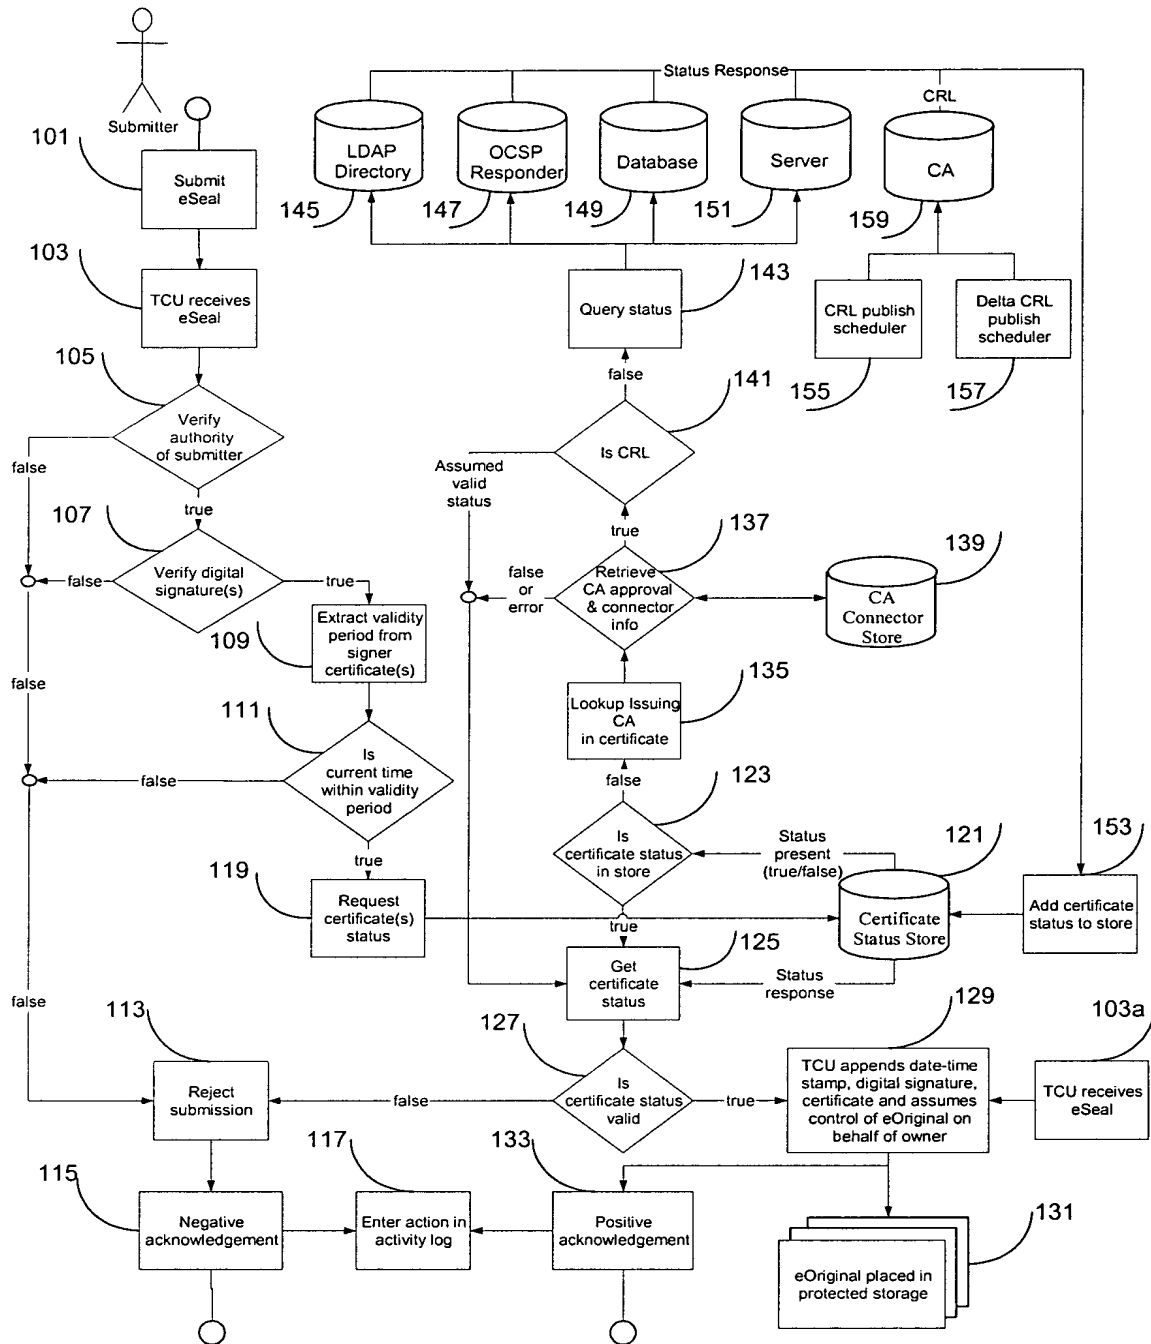 Submitter
101
Submit
eSeal
103
TCU receives
eSeal
105
Verify
authority
of submitter
false
true
107
Verify digital
signature(s)
false
true
109
Extract validity
period from
signer
certificate(s)
false
111
Is
current time
within validity
period
false
true
119
Request
certificate(s)
status
false
113
Reject
submission
115
Negative
acknowledgement
117
Enter action in
activity log
Status Response
CRL
LDAP
Directory
145
OCSP
Responder
147
Database
149
Server
151
CA
159
143
Query status
CRL publish
scheduler
155
Delta CRL
publish
scheduler
157
false
141
Is CRL
Assumed
valid
status
true
137
Retrieve
CA approval
& connector
info
false
or
error
139
CA
Connector
Store
135
Lookup Issuing
CA
in certificate
false
123
Is
certificate status
in store
Status
present
(true/false)
121
Certificate
Status Store
153
Add certificate
status to store
true
125
Get
certificate
status
Status
response
127
Is
certificate status
valid
false
true
129
TCU appends date-time
stamp, digital signature,
certificate and assumes
control of eOriginal on
behalf of owner
103a
TCU receives
eSeal
133
Positive
acknowledgement
131
eOriginal placed in
protected storage